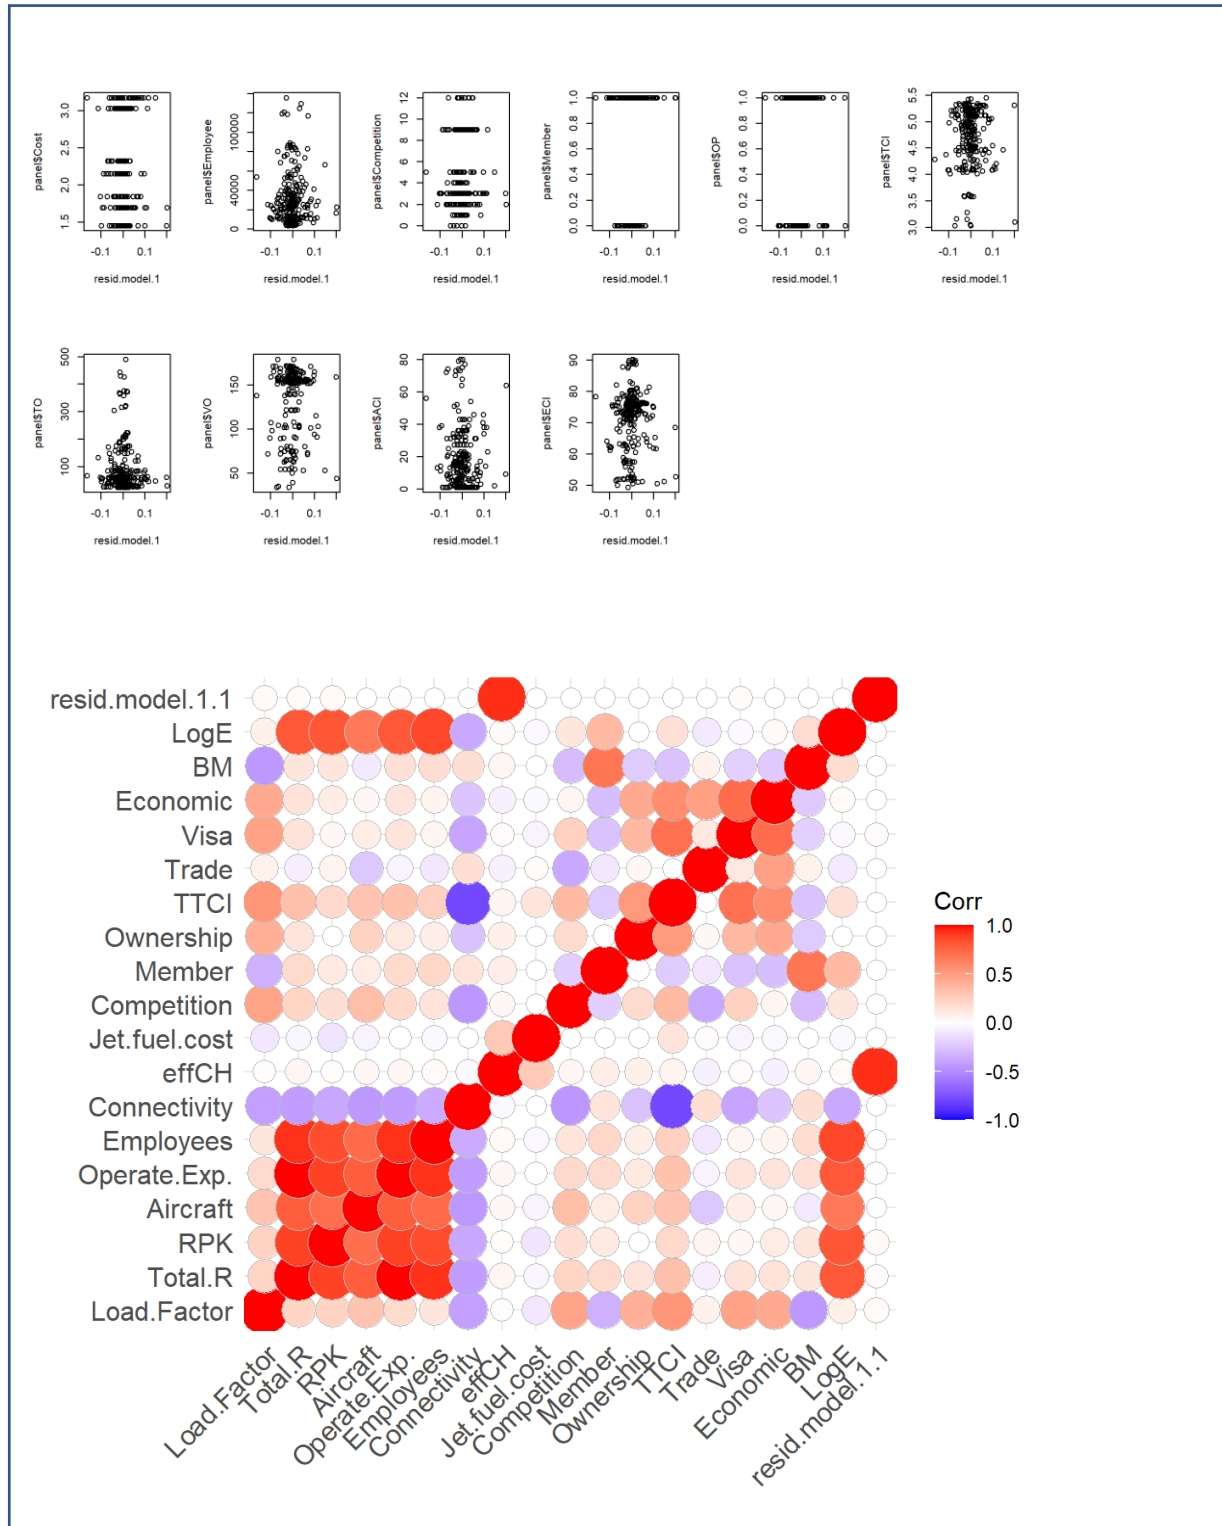 panel$Cost
1.5 2.0 2.5 3.0
-0.1 0.1
resid.model.1
panel$Employee
0 40000 100000
-0.1 0.1
resid.model.1
panel$Competition
0 2 4 6 8 10 12
-0.1 0.1
resid.model.1
panel$Member
0.0 0.2 0.4 0.6 0.8 1.0
-0.1 0.1
resid.model.1
panel$OP
0.0 0.2 0.4 0.6 0.8 1.0
-0.1 0.1
resid.model.1
panel$TCI
3.0 3.5 4.0 4.5 5.0 5.5
-0.1 0.1
resid.model.1
panel$TO
100 300 500
-0.1 0.1
resid.model.1
panel$VO
50 100 150
-0.1 0.1
resid.model.1
panel$ACI
0 20 40 60 80
-0.1 0.1
resid.model.1
panel$ECI
50 60 70 80 90
-0.1 0.1
resid.model.1
resid.model.1.1
LogE
BM
Economic
Visa
Trade
TTCI
Ownership
Member
Competition
Jet.fuel.cost
effCH
Connectivity
Employees
Operate.Exp.
Aircraft
RPK
Total.R
Load.Factor
Load.Factor
Total.R
RPK
Aircraft
Operate.Exp.
Employees
Connectivity
effCH
Jet.fuel.cost
Competition
Member
Ownership
TTCI
Trade
Visa
Economic
BM
LogE
resid.model.1.1
Corr
1.0
0.5
0.0
-0.5
-1.0